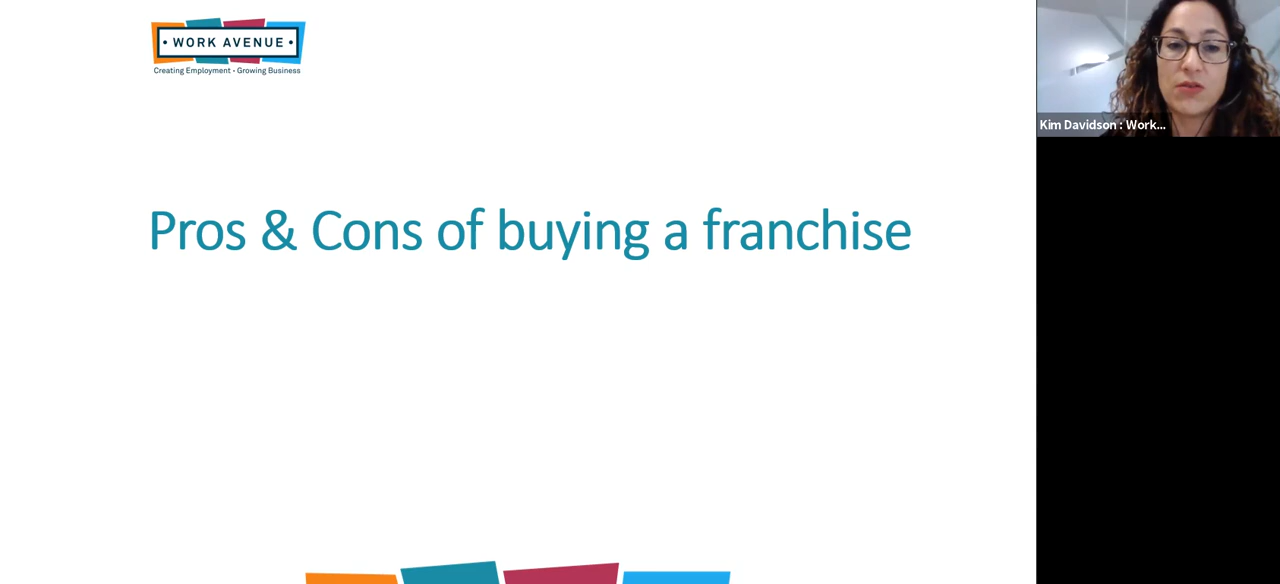 • WORK AVENUE •
Creating Employment • Growing Business
Kim Davidson : Work...
Pros & Cons of buying a franchise